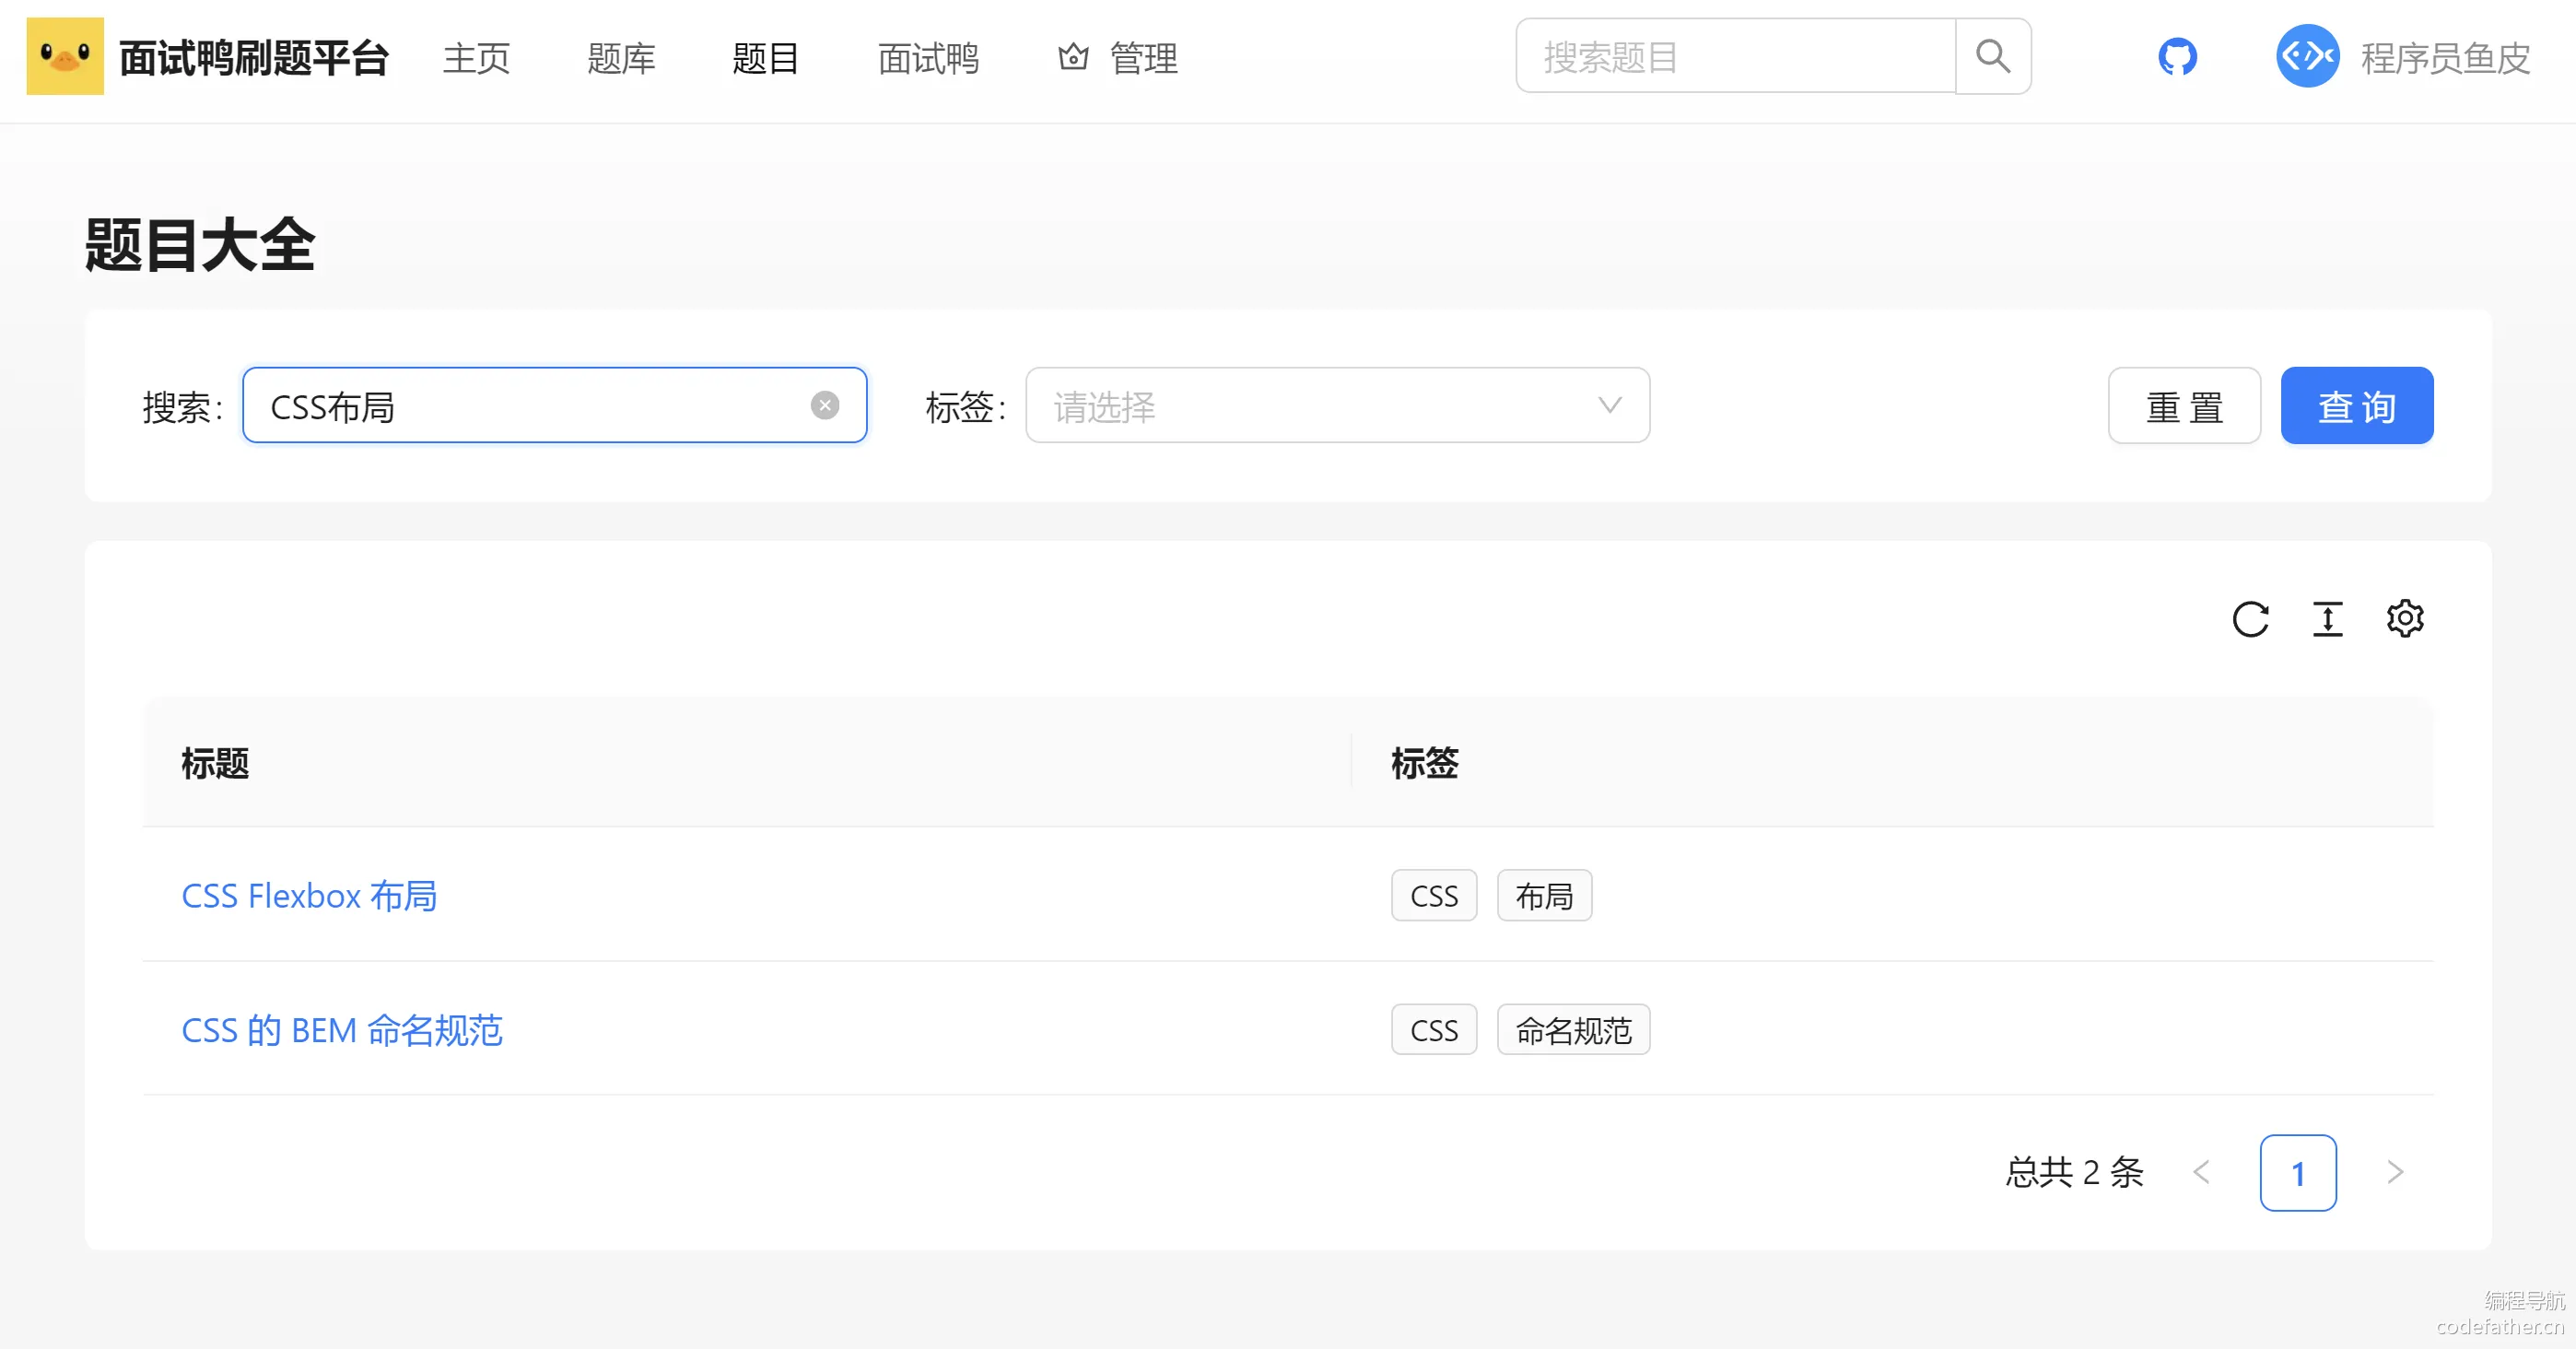 面试鸭刷题平台 主页 题库 题目 面试鸭 管理 搜索题目 程序员鱼皮
题目大全
搜索: CSS布局 标签: 请选择 重置 查询
标题 标签
CSS Flexbox 布局 CSS 布局
CSS 的 BEM 命名规范 CSS 命名规范
总共 2 条 1
编程导航
codefather.cn